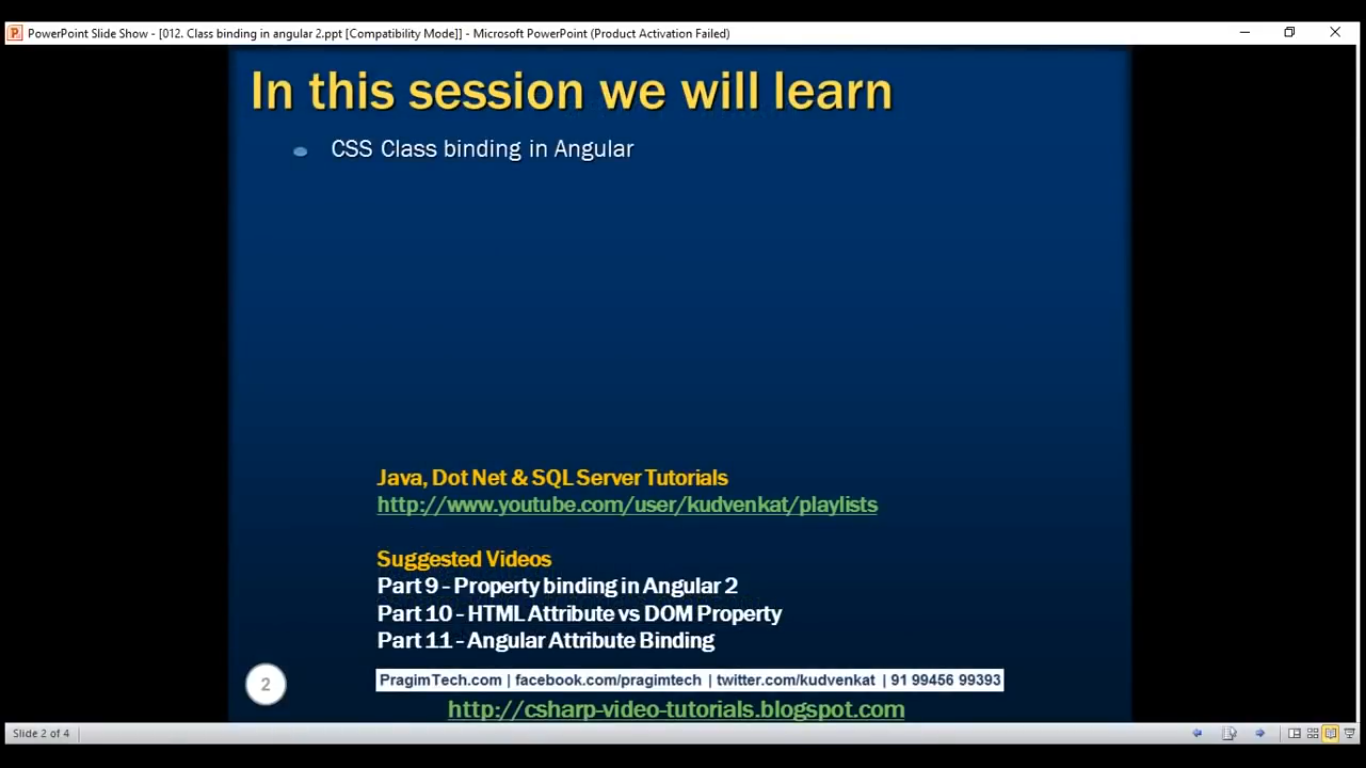 PowerPoint Slide Show - [012. Class binding in angular 2.ppt [Compatibility Mode]] - Microsoft PowerPoint (Product Activation Failed)
In this session we will learn
CSS Class binding in Angular
Java, Dot Net & SQL Server Tutorials
http://www.youtube.com/user/kudvenkat/playlists
Suggested Videos
Part 9 - Property binding in Angular 2
Part 10 - HTML Attribute vs DOM Property
Part 11 - Angular Attribute Binding
2
PragimTech.com | facebook.com/pragimtech | twitter.com/kudvenkat | 91 99456 99393
http://csharp-video-tutorials.blogspot.com
Slide 2 of 4